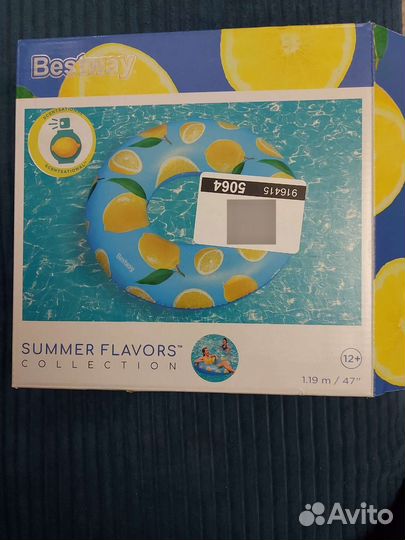 Bestway
SCENTSATIONAL
SCENTSATIONAL
5064
916415
Bestway
SUMMER FLAVORS™
COLLECTION
12+
1.19 m / 47"
Avito